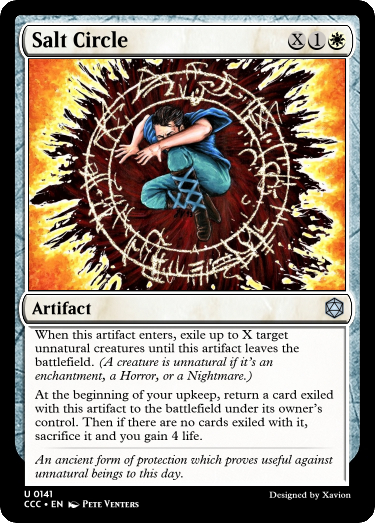 Salt Circle X 1
Artifact
When this artifact enters, exile up to X target
unnatural creatures until this artifact leaves the
battlefield. (A creature is unnatural if it's an
enchantment, a Horror, or a Nightmare.)
At the beginning of your upkeep, return a card exiled
with this artifact to the battlefield under its owner's
control. Then if there are no cards exiled with it,
sacrifice it and you gain 4 life.
An ancient form of protection which proves useful against
unnatural beings to this day.
U 0141 Designed by Xavion
CCC • EN Pete Venters